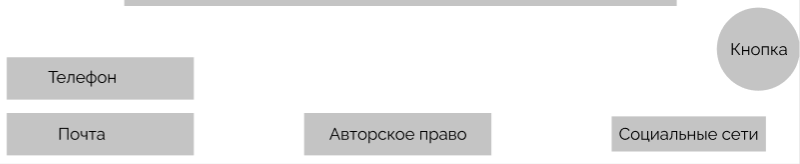 Кнопка
Телефон
Почта
Авторское право
Социальные сети